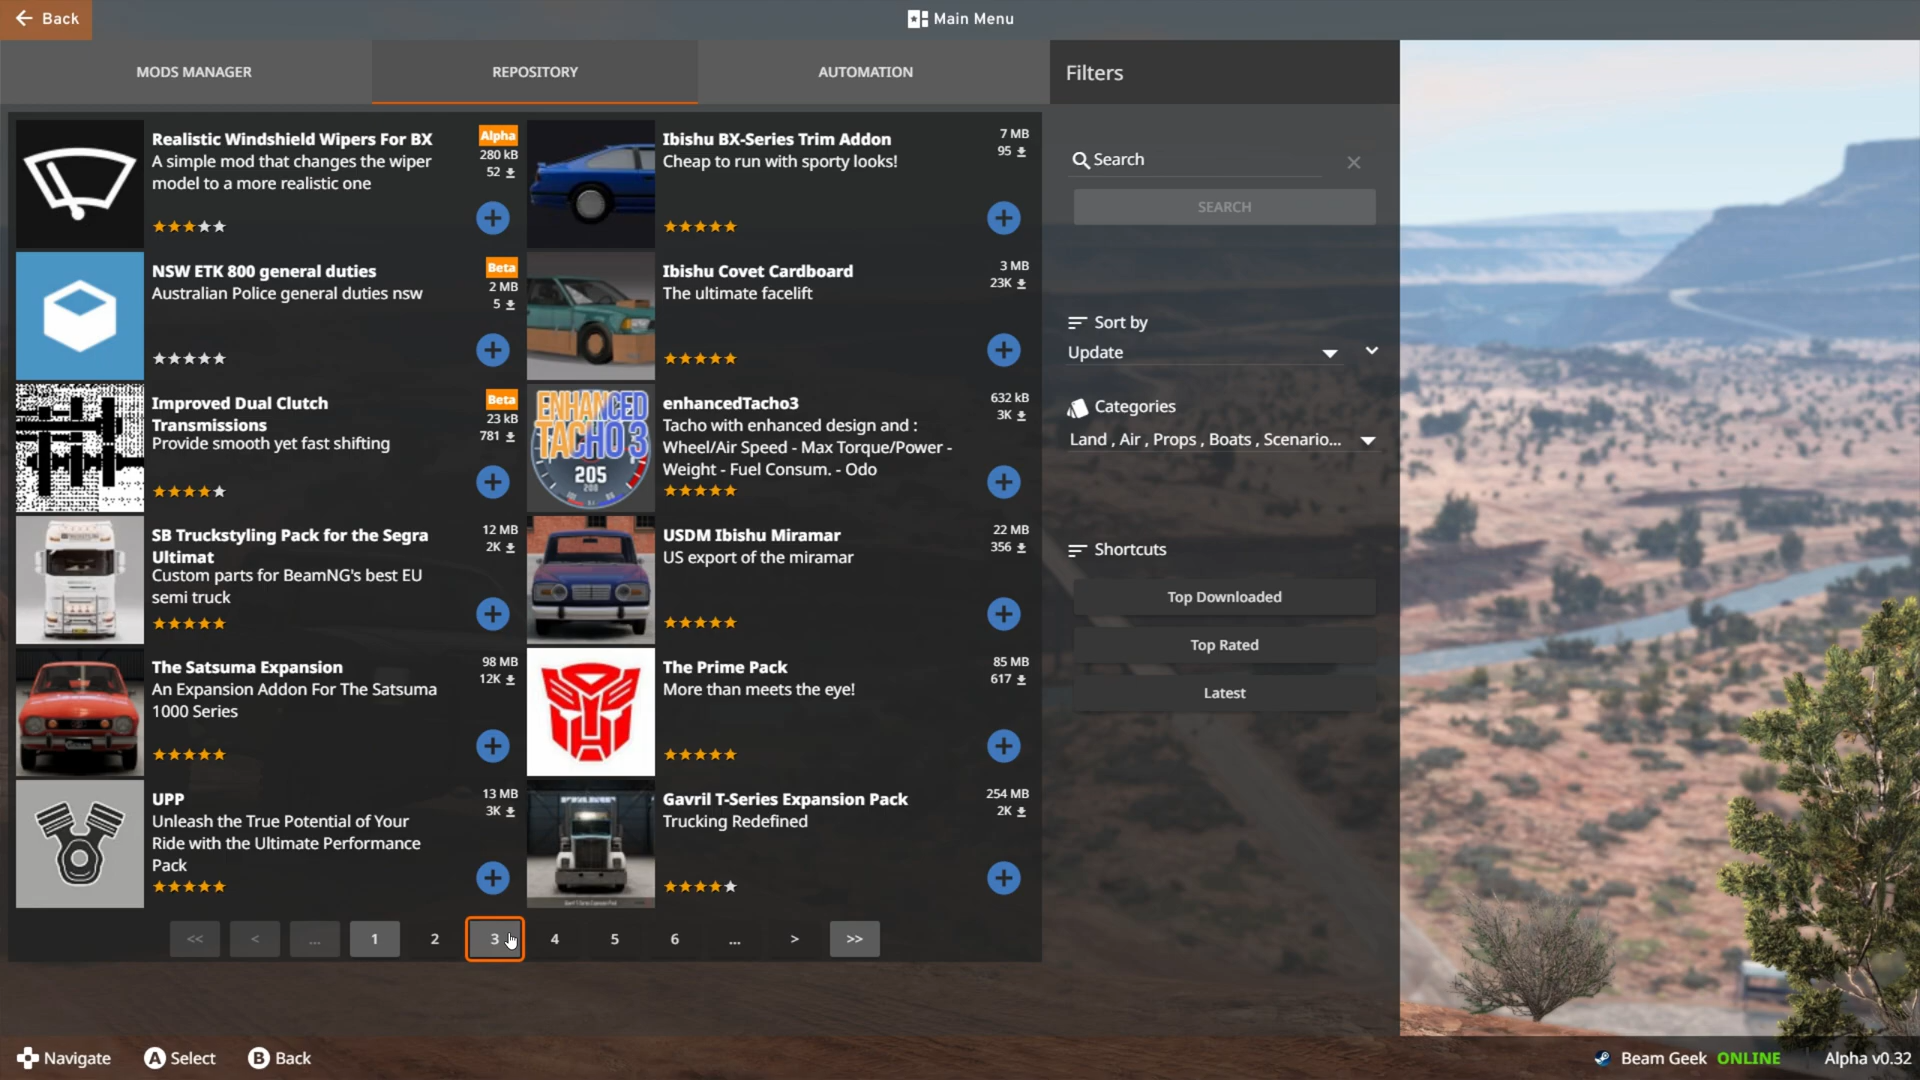 Back
Main Menu
MODS MANAGER
REPOSITORY
AUTOMATION
Filters
Realistic Windshield Wipers For BX
A simple mod that changes the wiper
model to a more realistic one
Alpha
280 kB
52
Ibishu BX-Series Trim Addon
Cheap to run with sporty looks!
7 MB
95
NSW ETK 800 general duties
Australian Police general duties nsw
Beta
2 MB
5
Ibishu Covet Cardboard
The ultimate facelift
3 MB
23K
Improved Dual Clutch
Transmissions
Provide smooth yet fast shifting
Beta
23 kB
781
ENHANCED
TACHO 3
205
enhancedTacho3
Tacho with enhanced design and :
Wheel/Air Speed - Max Torque/Power -
Weight - Fuel Consum. - Odo
632 kB
3K
SB Truckstyling Pack for the Segra
Ultimat
Custom parts for BeamNG's best EU
semi truck
12 MB
2K
USDM Ibishu Miramar
US export of the miramar
22 MB
356
The Satsuma Expansion
An Expansion Addon For The Satsuma
1000 Series
98 MB
12K
The Prime Pack
More than meets the eye!
85 MB
617
UPP
Unleash the True Potential of Your
Ride with the Ultimate Performance
Pack
13 MB
3K
Gavril T-Series Expansion Pack
Trucking Redefined
254 MB
2K
<< < ... 1 2 3 4 5 6 ... > >>
Search
SEARCH
Sort by
Update
Categories
Land , Air , Props , Boats , Scenario...
Shortcuts
Top Downloaded
Top Rated
Latest
Navigate
A Select
B Back
Beam Geek ONLINE
Alpha v0.32